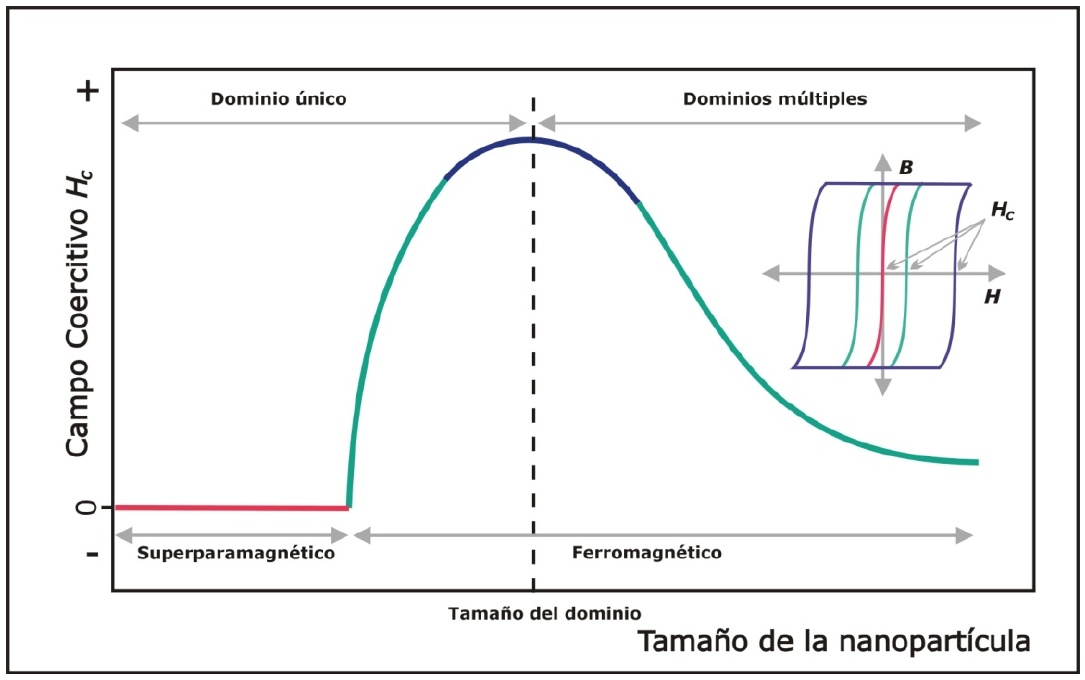 +
Dominio único
Dominios múltiples
Campo Coercitivo Hc
B
Hc
H
0
-
Superparamagnético
Ferromagnético
Tamaño del dominio
Tamaño de la nanopartícula